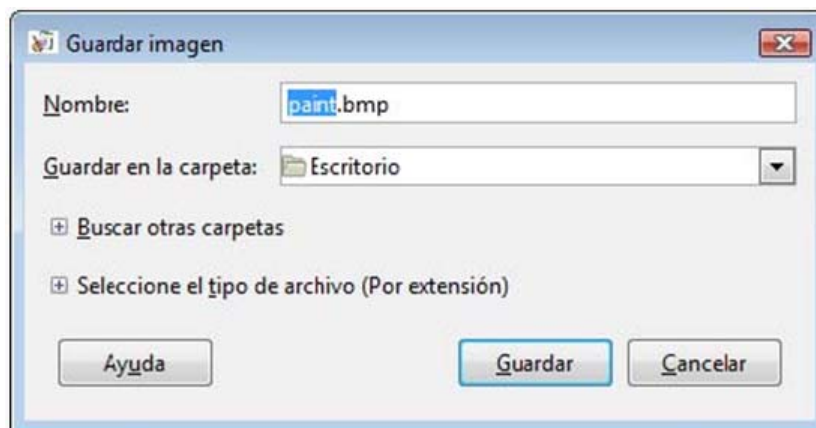 Guardar imagen
Nombre: paint.bmp
Guardar en la carpeta: Escritorio
Buscar otras carpetas
Seleccione el tipo de archivo (Por extensión)
Ayuda Guardar Cancelar